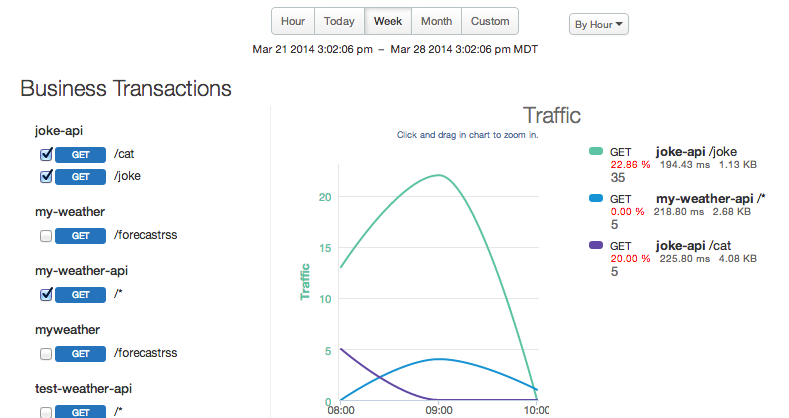 Hour Today Week Month Custom
By Hour
Mar 21 2014 3:02:06 pm – Mar 28 2014 3:02:06 pm MDT
Business Transactions
joke-api
GET /cat
GET /joke
my-weather
GET /forecastrss
my-weather-api
GET /*
myweather
GET /forecastrss
test-weather-api
GET /*
Traffic
Click and drag in chart to zoom in.
Traffic
20
15
10
5
0
08:00 09:00 10:00
GET joke-api /joke
22.86 % 194.43 ms 1.13 KB
35
GET my-weather-api /*
0.00 % 218.80 ms 2.68 KB
5
GET joke-api /cat
20.00 % 225.80 ms 4.08 KB
5